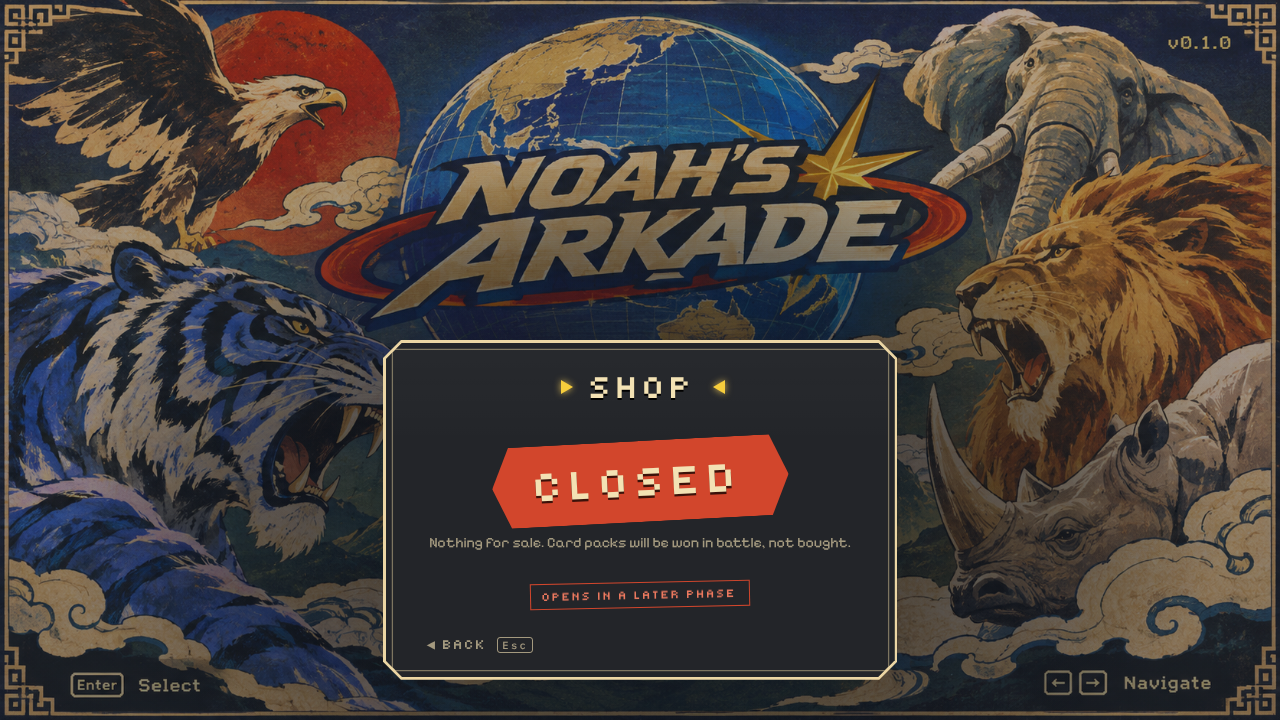 v0.1.0
NOAH'S
ARKADE
SHOP
CLOSED
Nothing for sale. Card packs will be won in battle, not bought.
OPENS IN A LATER PHASE
◀ BACK Esc
Enter Select
← → Navigate